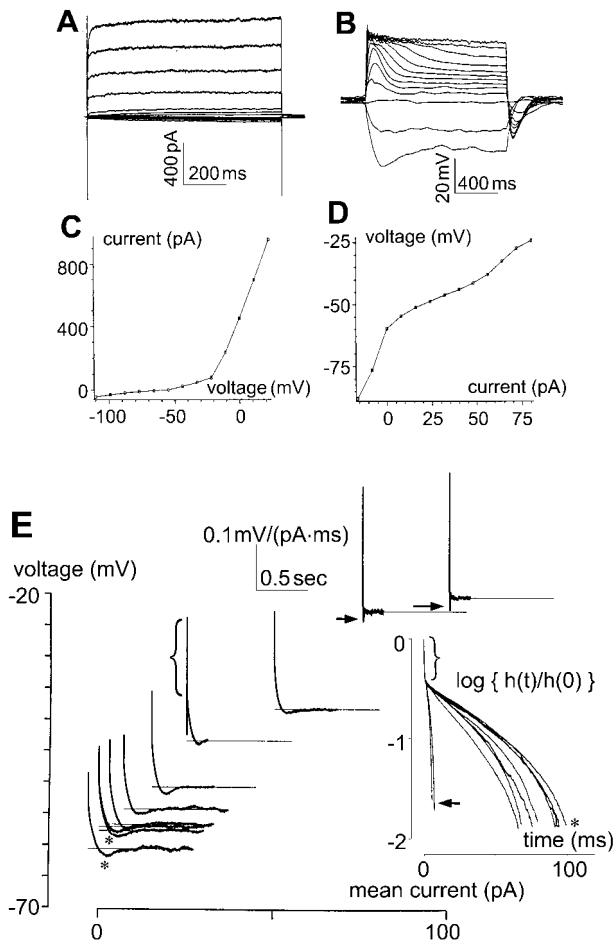 A
B
400 pA
200 ms
20 mV
400 ms
C
D
current (pA)
voltage (mV)
800
400
0
-100
-50
0
voltage (mV)
-25
-50
-75
current (pA)
0
25
50
75
E
voltage (mV)
0.1 mV/(pA·ms)
0.5 sec
-20
-70
0
log { h(t)/h(0) }
-1
*
-2
time (ms)
0
100
*
*
mean current (pA)
0
100